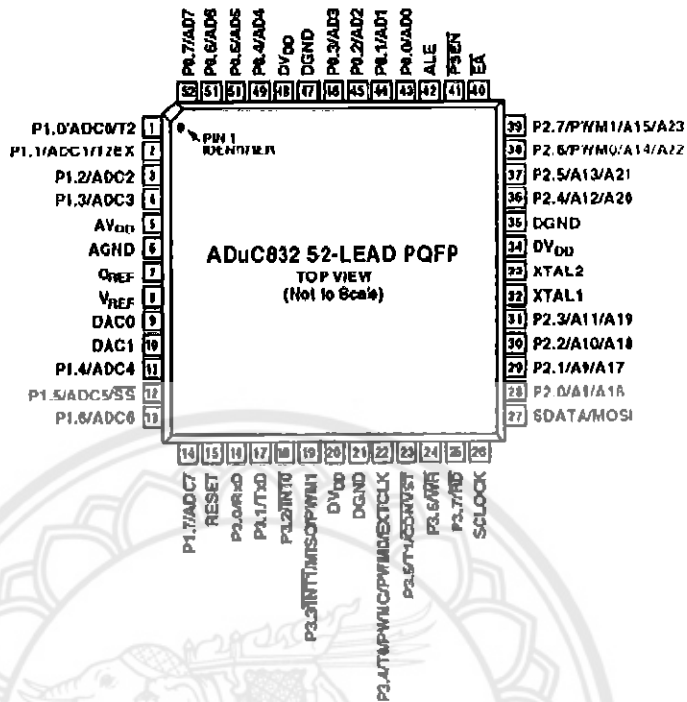 P0.7/AD7
P0.6/AD6
P0.5/AD5
P0.4/AD4
DVDD
DGND
P0.3/AD3
P0.2/AD2
P0.1/AD1
P0.0/AD0
ALE
PSEN
EA
52 51 50 49 48 47 46 45 44 43 42 41 40
P1.0/ADC0/T2 1
P1.1/ADC1/T2EX 2
P1.2/ADC2 3
P1.3/ADC3 4
AVDD 5
AGND 6
CREF 7
VREF 8
DAC0 9
DAC1 10
P1.4/ADC4 11
P1.5/ADC5/SS 12
P1.6/ADC6 13
PIN 1
IDENTIFIER
ADuC832 52-LEAD PQFP
TOP VIEW
(Not to Scale)
39 P2.7/PWM1/A15/A23
38 P2.6/PWM0/A14/A22
37 P2.5/A13/A21
36 P2.4/A12/A20
35 DGND
34 DVDD
33 XTAL2
32 XTAL1
31 P2.3/A11/A19
30 P2.2/A10/A18
29 P2.1/A9/A17
28 P2.0/A8/A16
27 SDATA/MOSI
14 15 16 17 18 19 20 21 22 23 24 25 26
P1.7/ADC7
RESET
P3.0/RxD
P3.1/TxD
P3.2/INT0
P3.3/INT1/MISO/PWM1
DVDD
DGND
P3.4/T0/PWMC/PWM0/EXTCLK
P3.5/T1/CONVST
P3.6/WR
P3.7/RD
SCLOCK